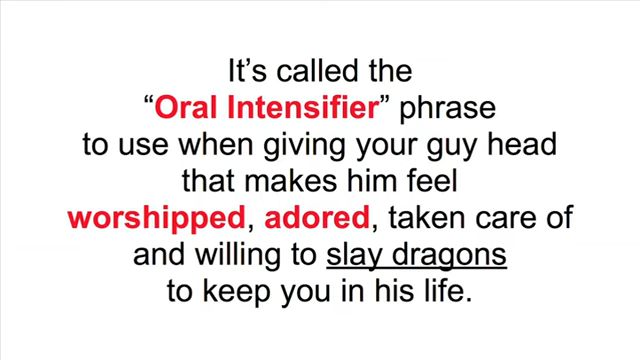 It’s called the
“Oral Intensifier” phrase
to use when giving your guy head
that makes him feel
worshipped, adored, taken care of
and willing to slay dragons
to keep you in his life.